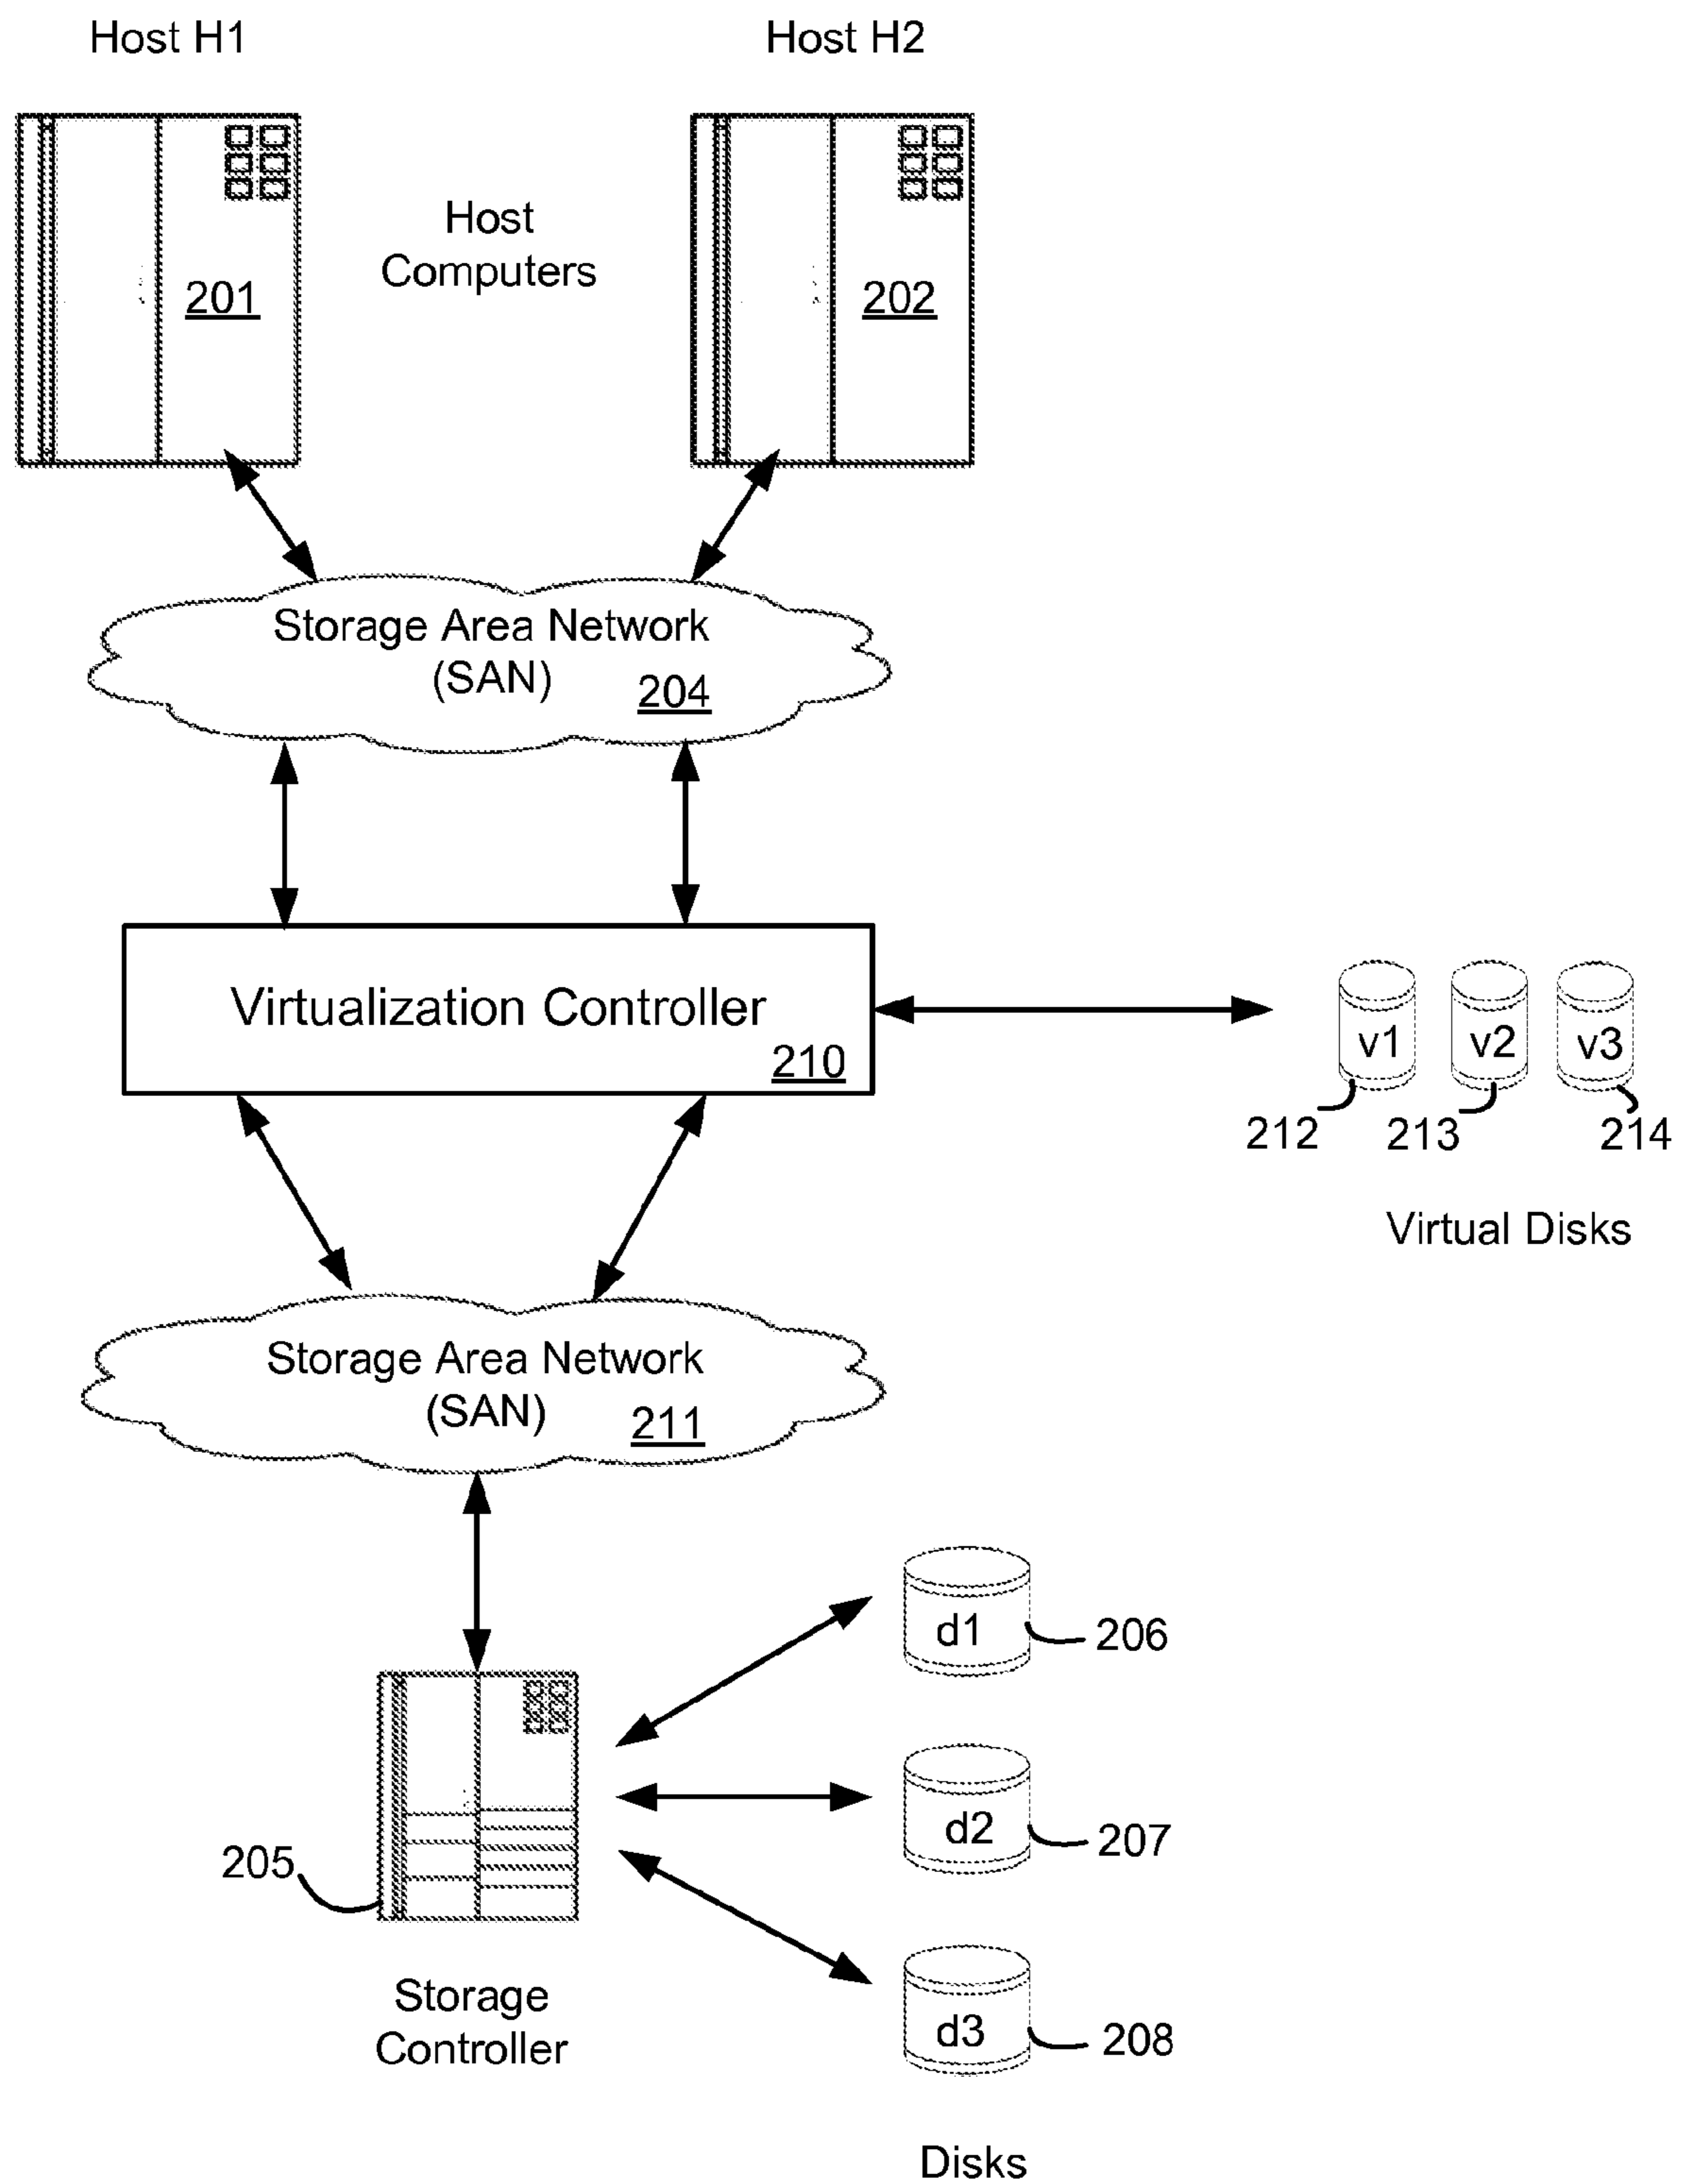 Host H1
Host H2
Host
Computers
201
202
Storage Area Network
(SAN)
204
Virtualization Controller
210
v1
v2
v3
212
213
214
Virtual Disks
Storage Area Network
(SAN)
211
d1
206
d2
207
205
d3
208
Storage
Controller
Disks